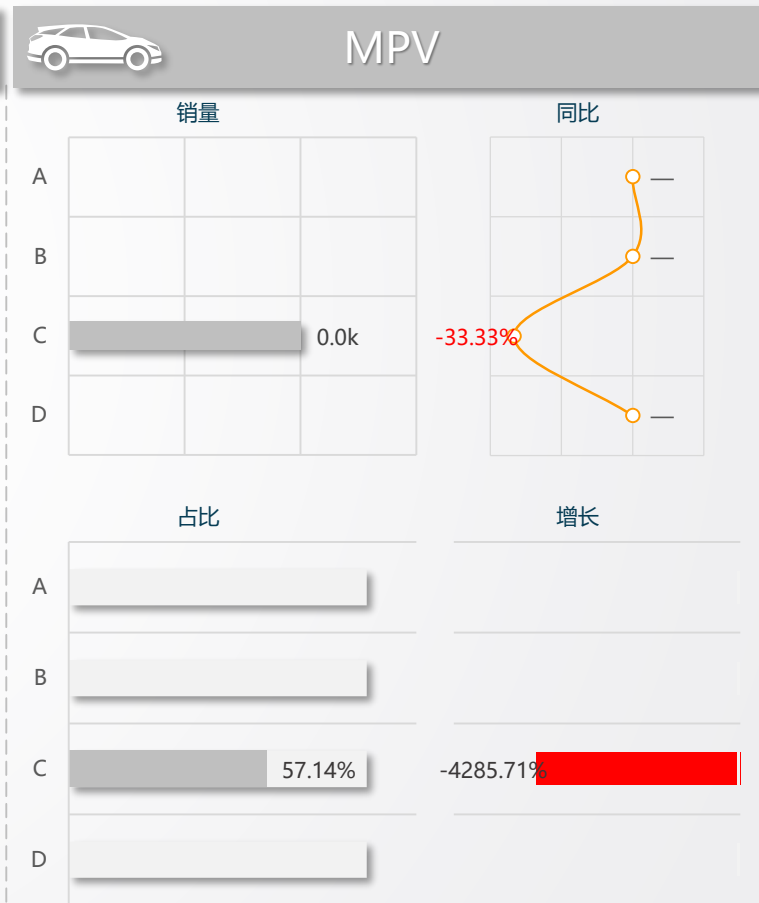 MPV
销量 同比
A —
B —
C 0.0k -33.33%
D —
占比 增长
A
B
C 57.14% -4285.71%
D